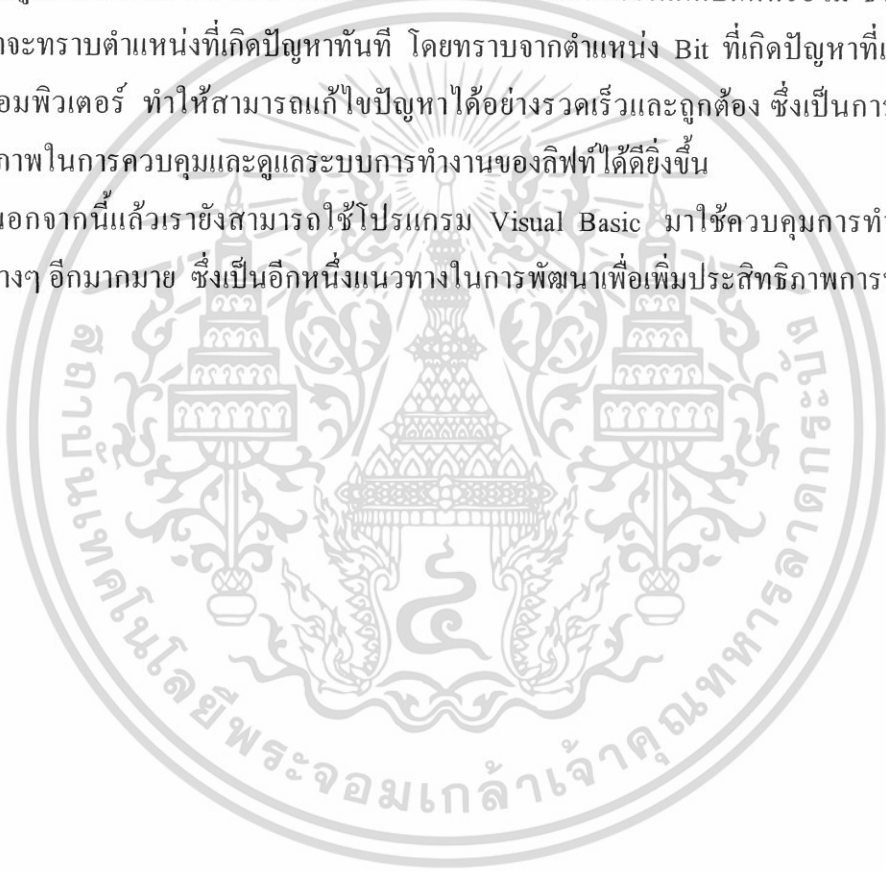 จะทราบตำแหน่งที่เกิดปัญหาทันที โดยทราบจากตำแหน่ง Bit ที่เกิดปัญหาที่
อมพิวเตอร์ ทำให้สามารถแก้ไขปัญหาได้อย่างรวดเร็วและถูกต้อง ซึ่งเป็นการ
ภาพในการควบคุมและดูแลระบบการทำงานของลิฟท์ได้ดียิ่งขึ้น
นอกจากนี้แล้วเรายังสามารถใช้โปรแกรม Visual Basic มาใช้ควบคุมการทำ
างๆ อีกมากมาย ซึ่งเป็นอีกหนึ่งแนวทางในการพัฒนาเพื่อเพิ่มประสิทธิภาพการ
สถาบันเทคโนโลยีพระจอมเกล้าเจ้าคุณทหารลาดกระบัง